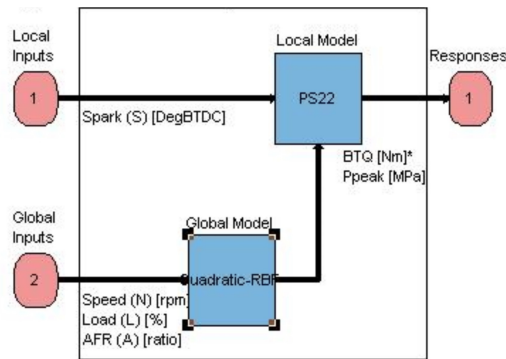 Local
Inputs
Local Model
Responses
1
PS22
1
Spark (S) [DegBTDC]
BTQ [Nm]*
Ppeak [MPa]
Global
Inputs
Global Model
2
Quadratic-RBF
Speed (N) [rpm]
Load (L) [%]
AFR (A) [ratio]